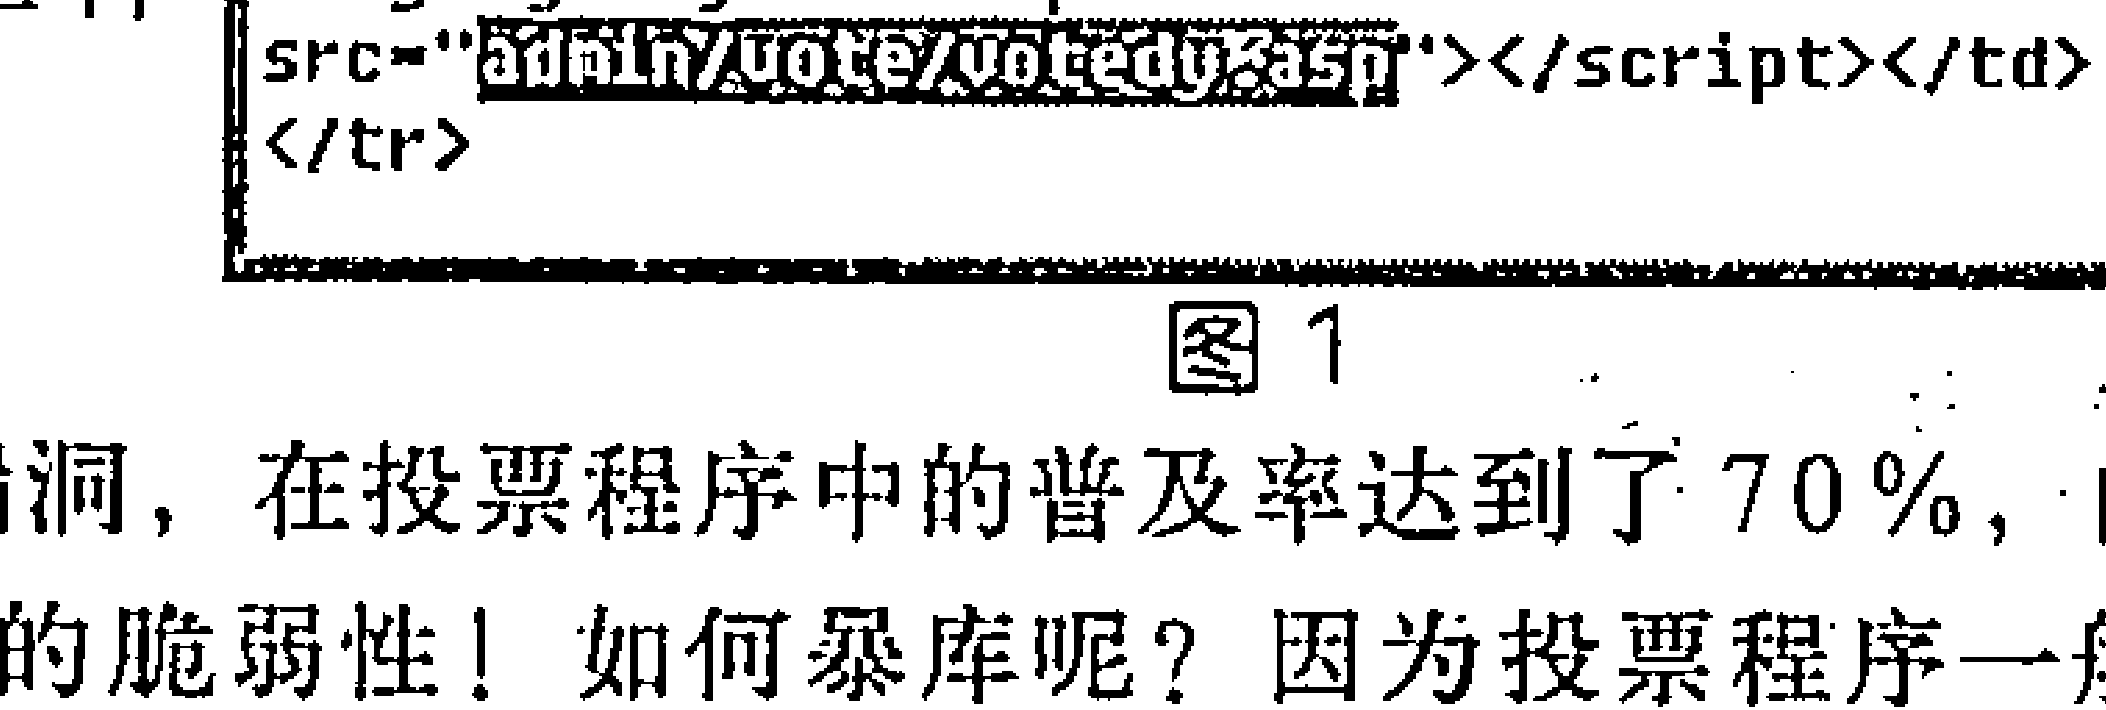 src="admin/vote/votedy.asp"></script></td>
</tr>
图 1
洞，在投票程序中的普及率达到了70%，
的脆弱性！如何暴库呢？因为投票程序一